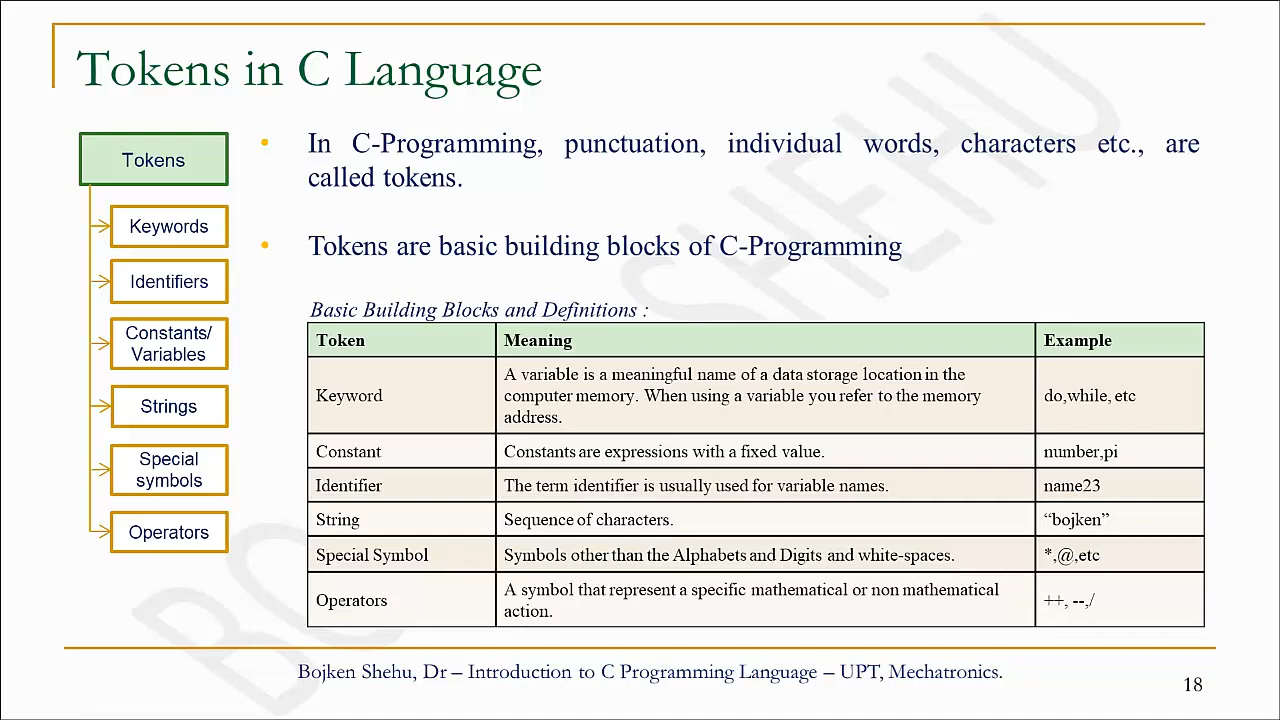 Tokens in C Language
Tokens
Keywords
Identifiers
Constants/
Variables
Strings
Special
symbols
Operators
• In C-Programming, punctuation, individual words, characters etc., are
called tokens.
• Tokens are basic building blocks of C-Programming
Basic Building Blocks and Definitions :
Token Meaning Example
Keyword A variable is a meaningful name of a data storage location in the
computer memory. When using a variable you refer to the memory
address. do,while, etc
Constant Constants are expressions with a fixed value. number,pi
Identifier The term identifier is usually used for variable names. name23
String Sequence of characters. “bojken”
Special Symbol Symbols other than the Alphabets and Digits and white-spaces. *,@,etc
Operators A symbol that represent a specific mathematical or non mathematical
action. ++, --,/
Bojken Shehu, Dr – Introduction to C Programming Language – UPT, Mechatronics.
18
SHEHU